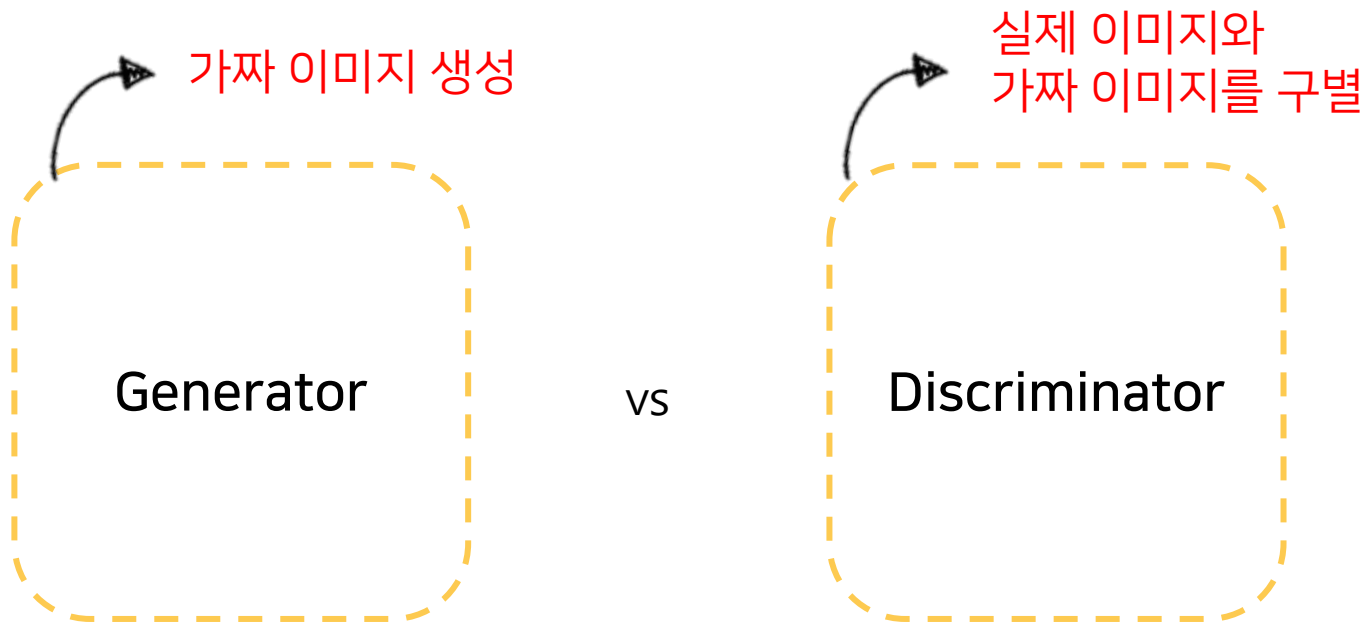 가짜 이미지 생성
실제 이미지와
가짜 이미지를 구별
Generator
vs
Discriminator